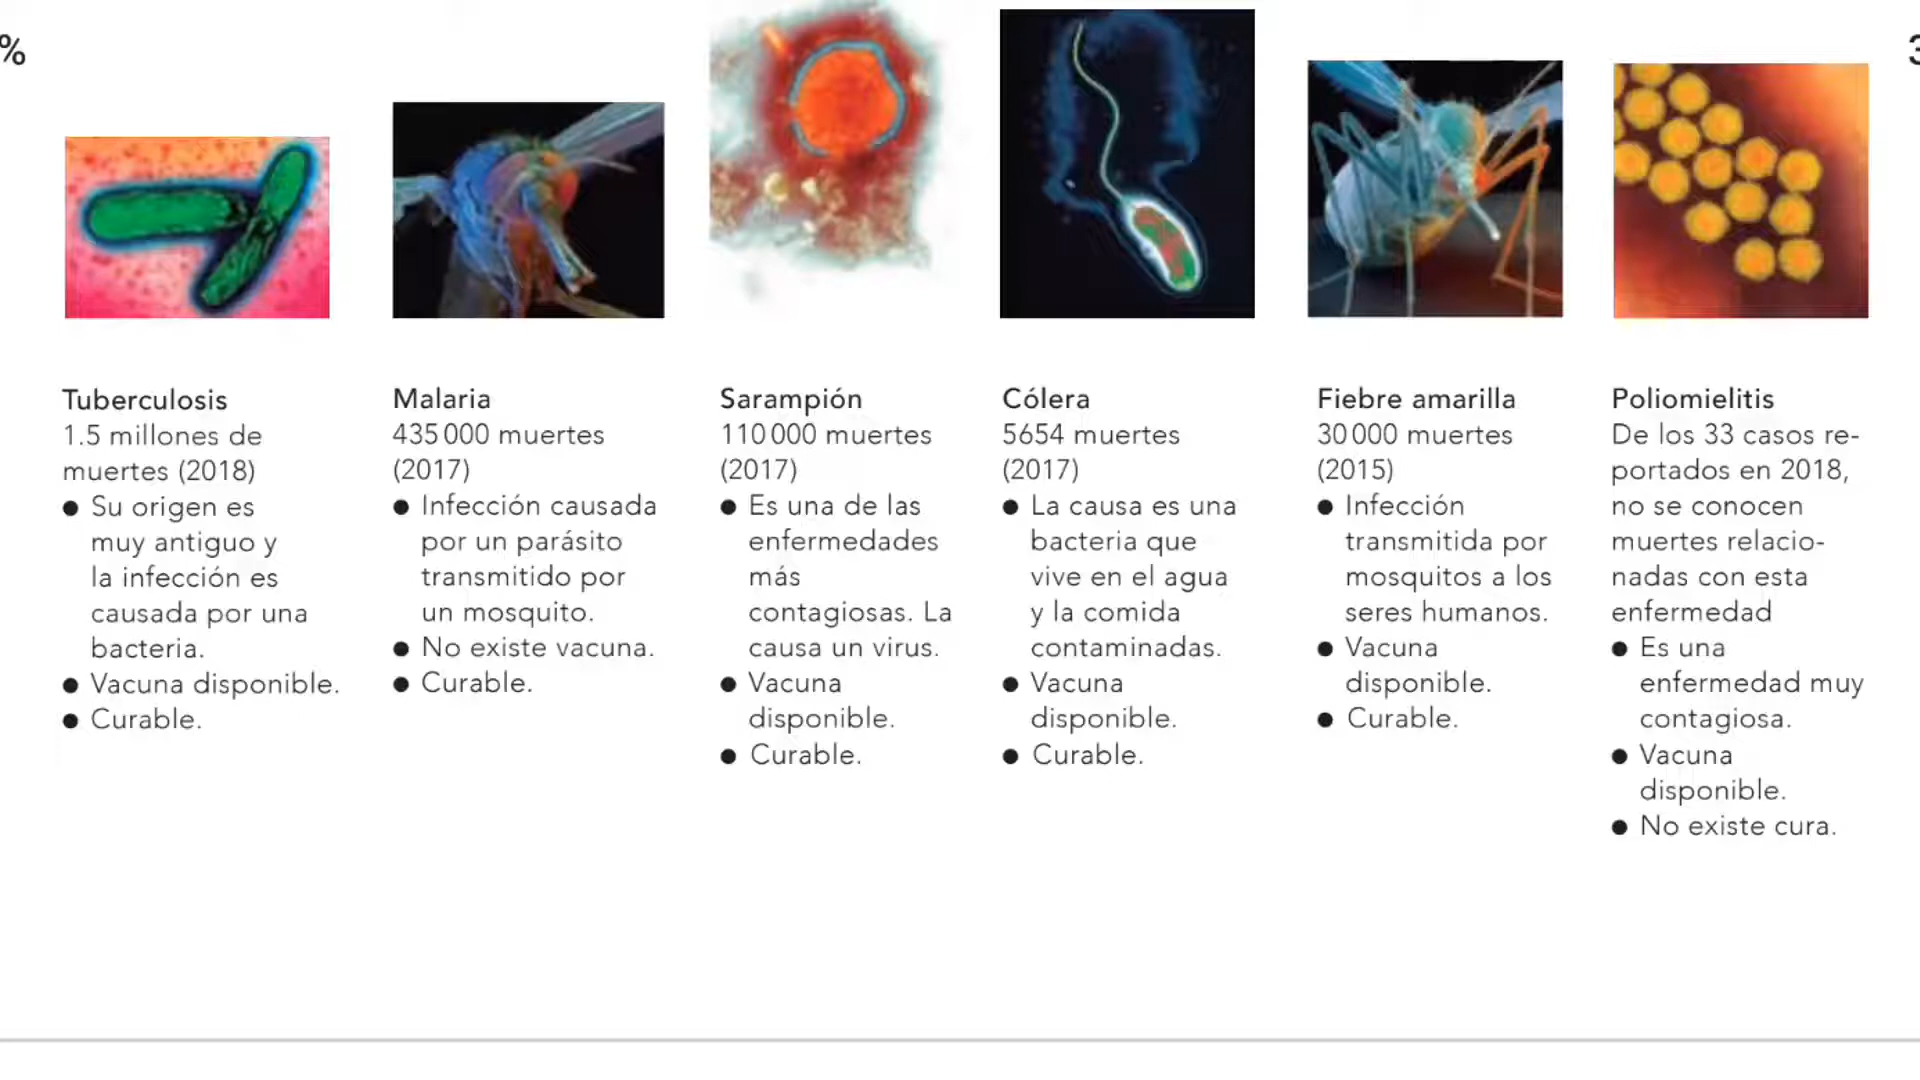 %
3
Tuberculosis
1.5 millones de
muertes (2018)
● Su origen es
muy antiguo y
la infección es
causada por una
bacteria.
● Vacuna disponible.
● Curable.
Malaria
435 000 muertes
(2017)
● Infección causada
por un parásito
transmitido por
un mosquito.
● No existe vacuna.
● Curable.
Sarampión
110 000 muertes
(2017)
● Es una de las
enfermedades
más
contagiosas. La
causa un virus.
● Vacuna
disponible.
● Curable.
Cólera
5654 muertes
(2017)
● La causa es una
bacteria que
vive en el agua
y la comida
contaminadas.
● Vacuna
disponible.
● Curable.
Fiebre amarilla
30 000 muertes
(2015)
● Infección
transmitida por
mosquitos a los
seres humanos.
● Vacuna
disponible.
● Curable.
Poliomielitis
De los 33 casos re-
portados en 2018,
no se conocen
muertes relacio-
nadas con esta
enfermedad
● Es una
enfermedad muy
contagiosa.
● Vacuna
disponible.
● No existe cura.